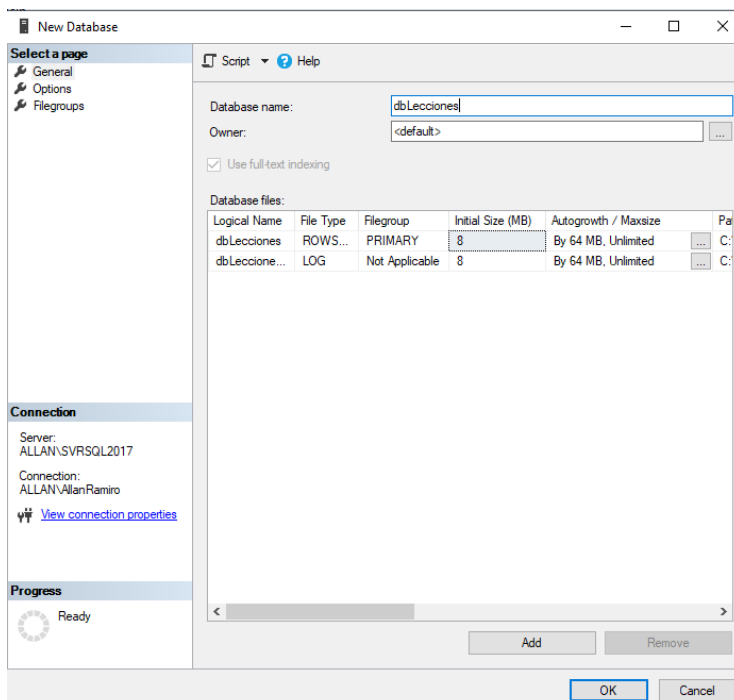 New Database
Select a page
General
Options
Filegroups
Script Help
Database name: dbLecciones
Owner: <default> ...
Use full-text indexing
Database files:
Logical Name File Type Filegroup Initial Size (MB) Autogrowth / Maxsize Pa
dbLecciones ROWS... PRIMARY 8 By 64 MB, Unlimited ... C:\
dbLeccione... LOG Not Applicable 8 By 64 MB, Unlimited ... C:\
Connection
Server:
ALLAN\SVRSQL2017
Connection:
ALLAN\AllanRamiro
View connection properties
Progress
Ready
Add Remove
OK Cancel